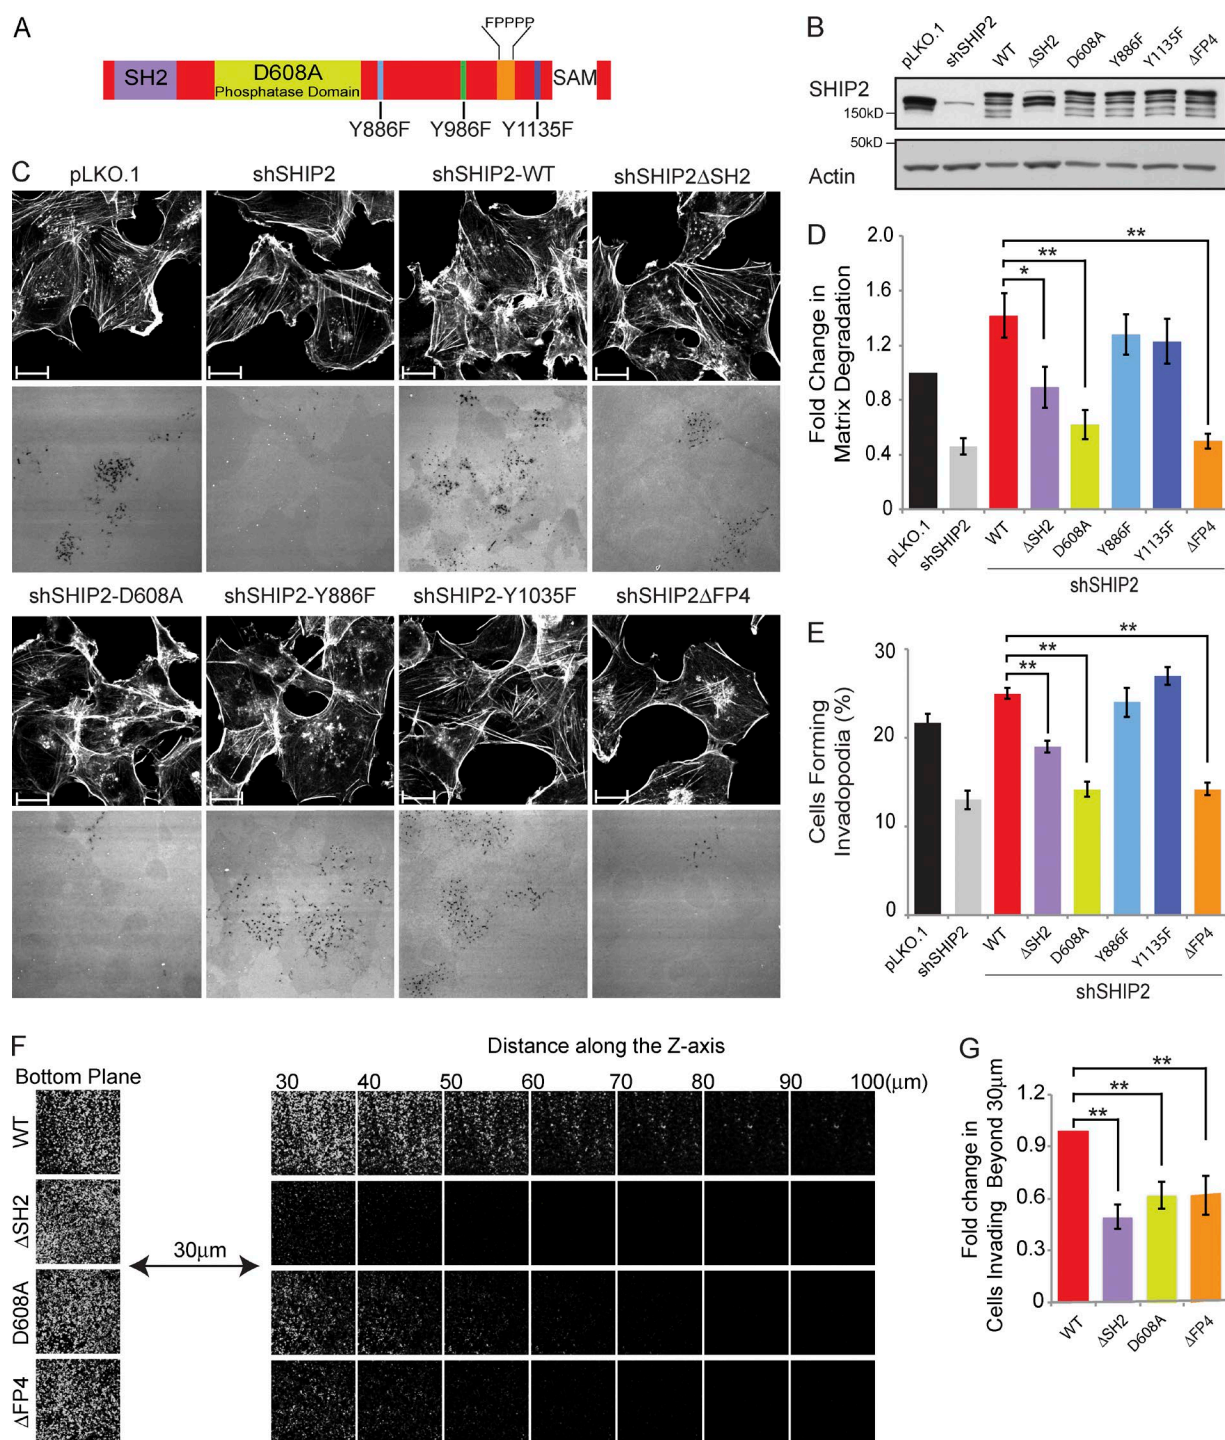 A
FPPPP
SH2
D608A
Phosphatase Domain
SAM
Y886F
Y986F
Y1135F
B
pLKO.1
shSHIP2
WT
ΔSH2
D608A
Y886F
Y1135F
ΔFP4
SHIP2
150kD
50kD
Actin
C
pLKO.1
shSHIP2
shSHIP2-WT
shSHIP2ΔSH2
shSHIP2-D608A
shSHIP2-Y886F
shSHIP2-Y1035F
shSHIP2ΔFP4
D
Fold Change in
Matrix Degradation
2.0
1.6
1.2
0.8
0.4
0
*
**
**
pLKO.1
shSHIP2
WT
ΔSH2
D608A
Y886F
Y1135F
ΔFP4
shSHIP2
E
Cells Forming
Invadopodia (%)
30
20
10
0
**
**
**
pLKO.1
shSHIP2
WT
ΔSH2
D608A
Y886F
Y1135F
ΔFP4
shSHIP2
F
Distance along the Z-axis
Bottom Plane
30 40 50 60 70 80 90 100(μm)
WT
ΔSH2
D608A
ΔFP4
30μm
G
Fold change in
Cells Invading Beyond 30μm
1.2
0.9
0.6
0.3
0
**
**
**
WT
ΔSH2
D608A
ΔFP4